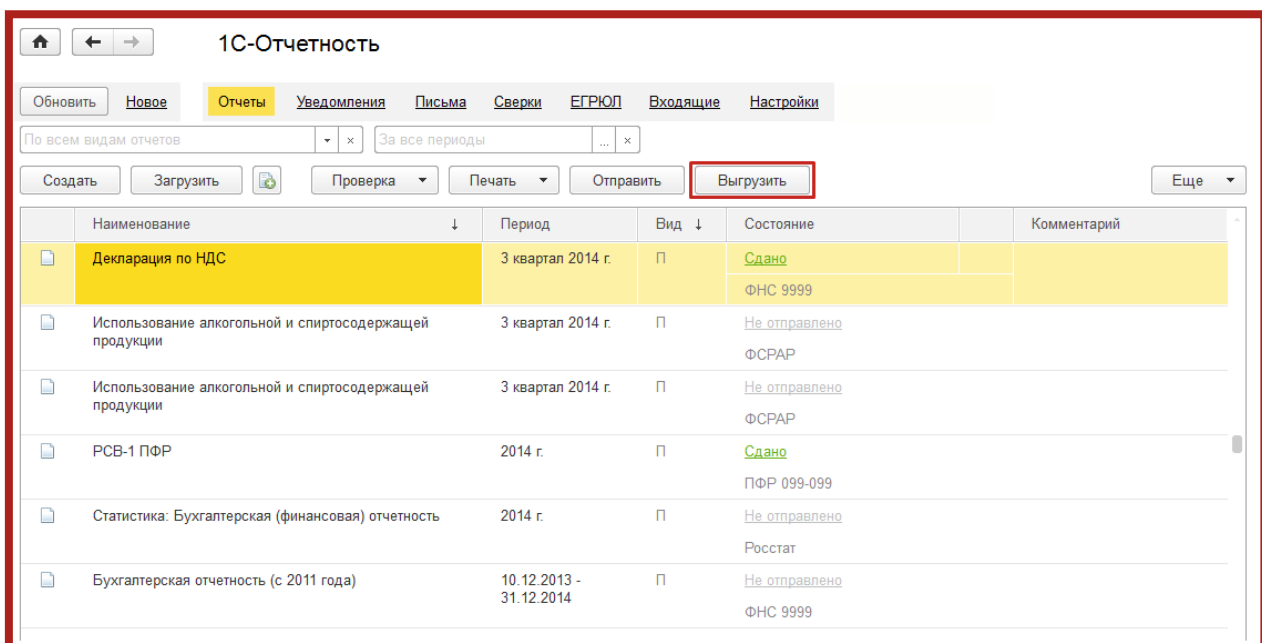 1С-Отчетность
Обновить Новое Отчеты Уведомления Письма Сверки ЕГРЮЛ Входящие Настройки
По всем видам отчетов За все периоды ...
Создать Загрузить Проверка Печать Отправить Выгрузить Еще
Наименование Период Вид Состояние Комментарий
Декларация по НДС 3 квартал 2014 г. П Сдано
ФНС 9999
Использование алкогольной и спиртосодержащей 3 квартал 2014 г. П Не отправлено
продукции
ФСРАР
Использование алкогольной и спиртосодержащей 3 квартал 2014 г. П Не отправлено
продукции
ФСРАР
РСВ-1 ПФР 2014 г. П Сдано
ПФР 099-099
Статистика: Бухгалтерская (финансовая) отчетность 2014 г. П Не отправлено
Росстат
Бухгалтерская отчетность (с 2011 года) 10.12.2013 - П Не отправлено
31.12.2014
ФНС 9999